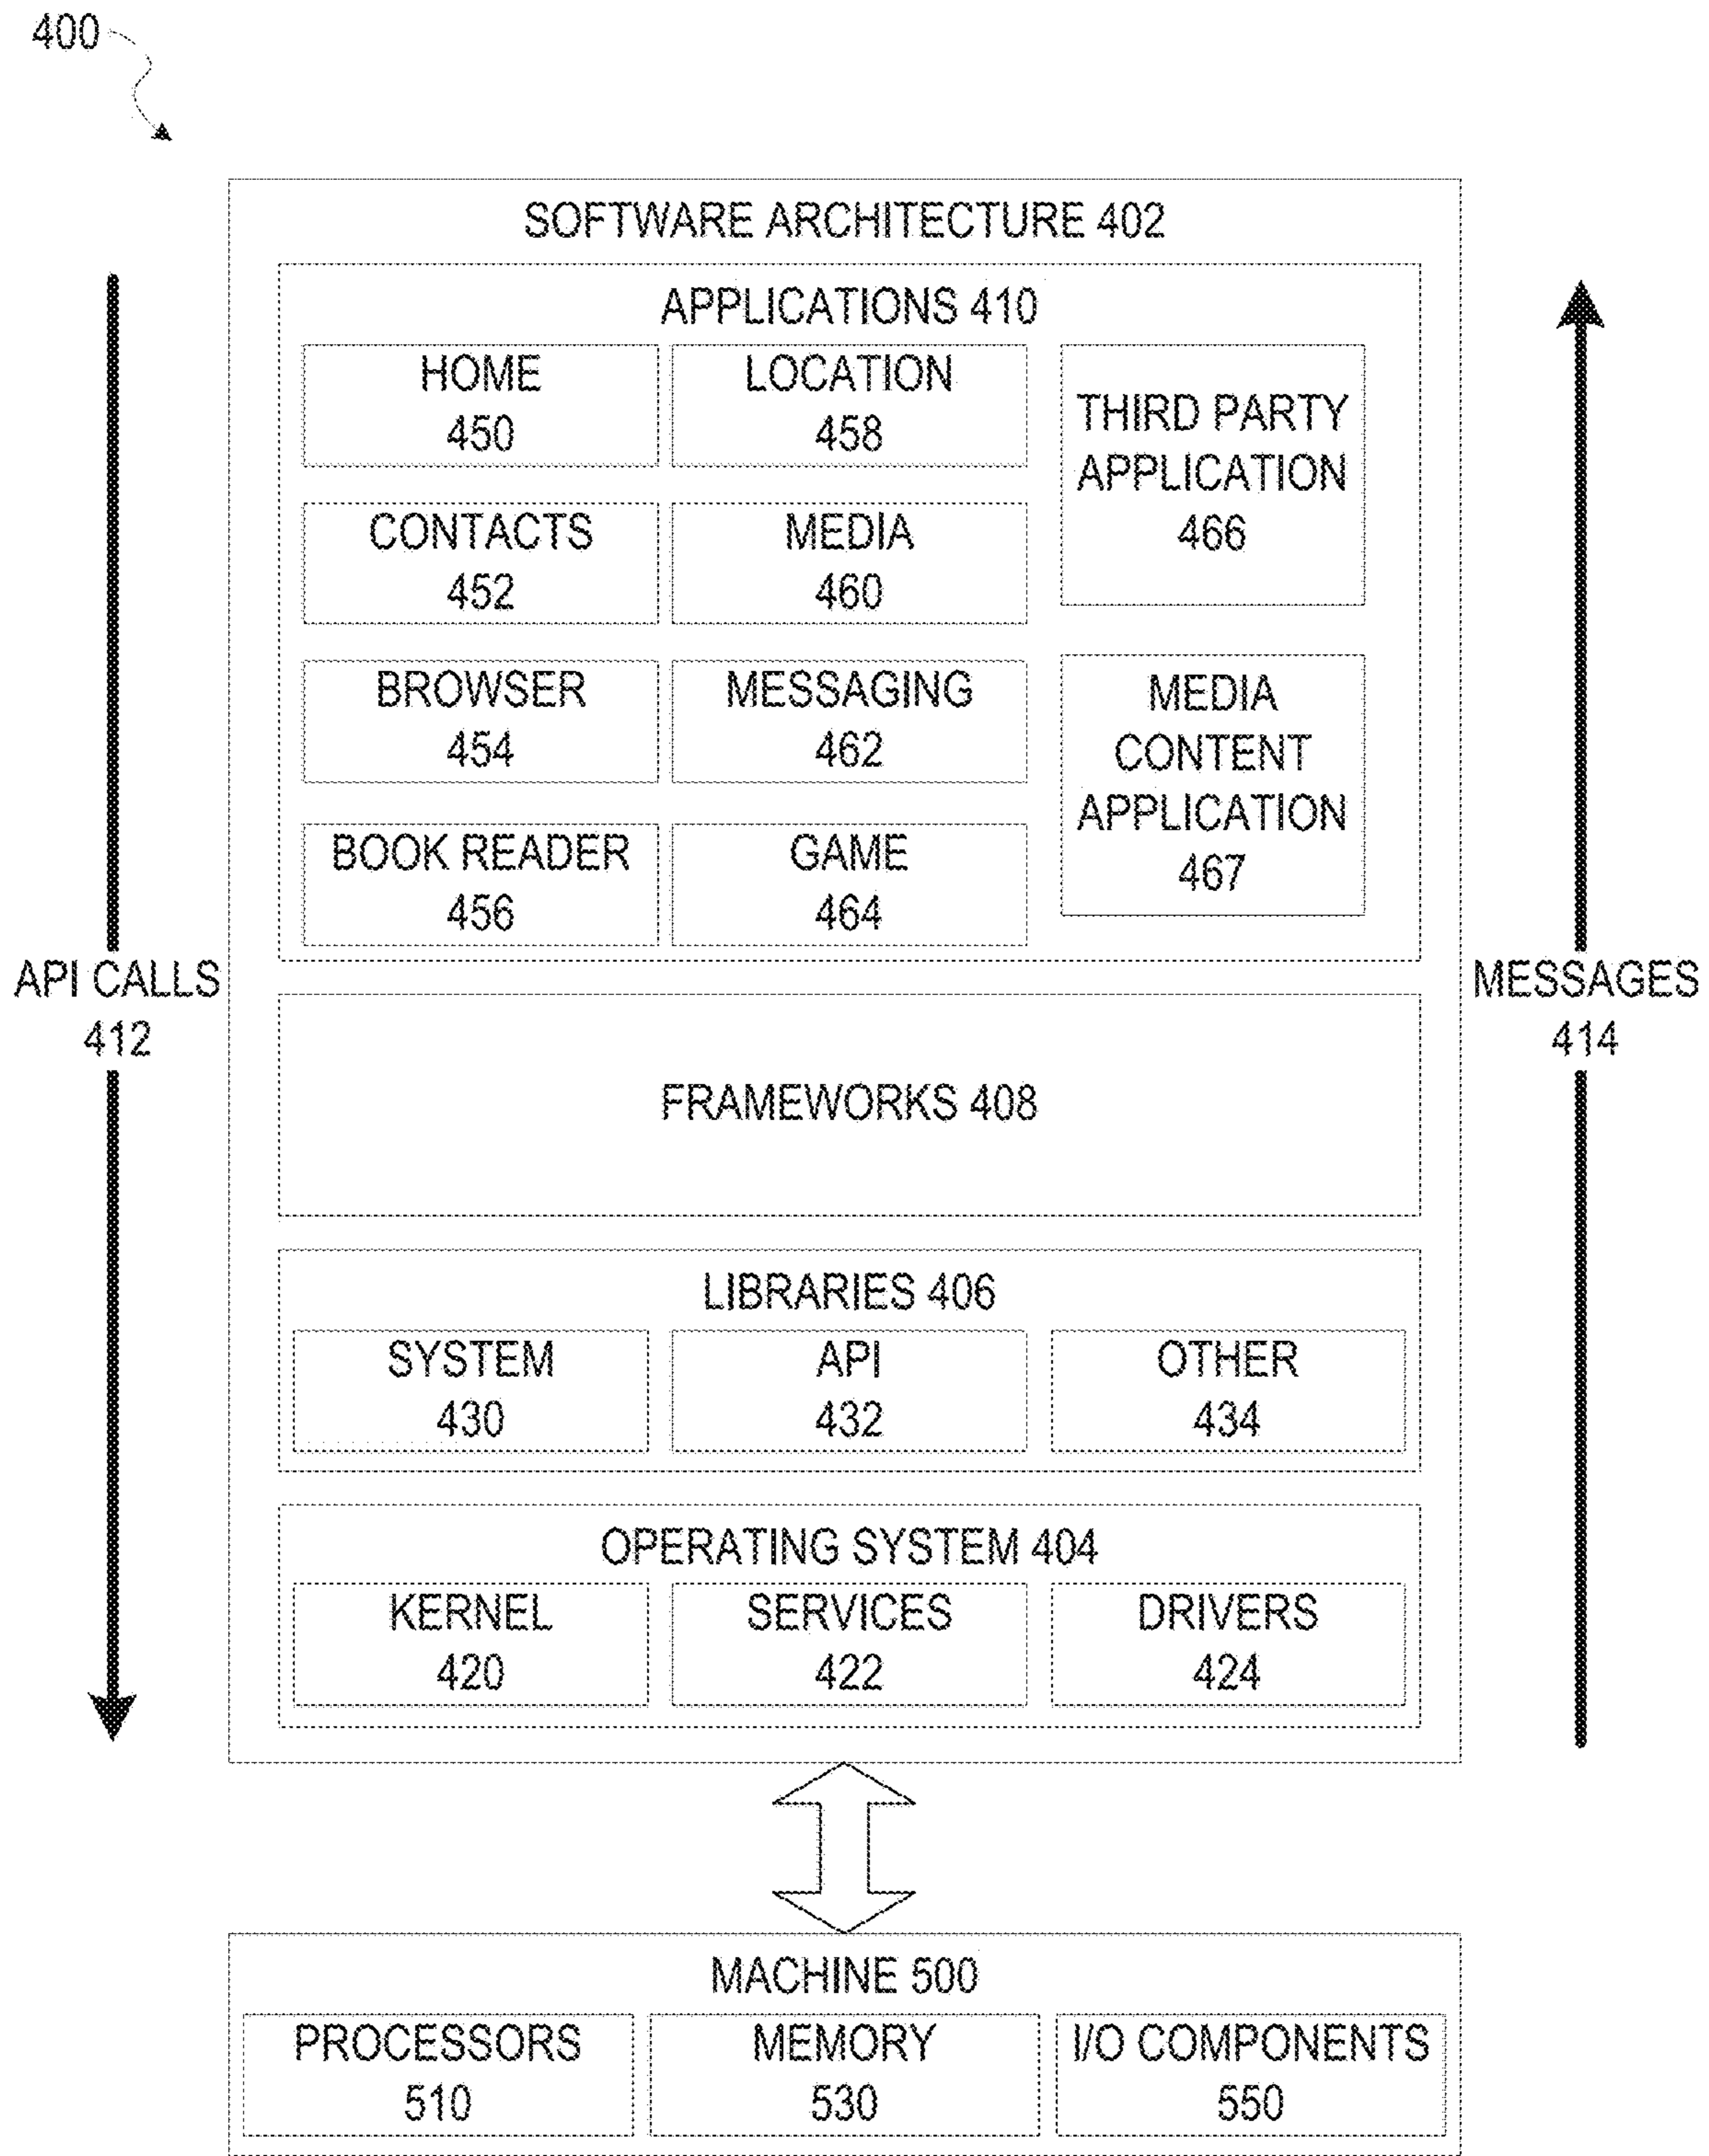 400
SOFTWARE ARCHITECTURE 402
APPLICATIONS 410
HOME
450
LOCATION
458
THIRD PARTY
APPLICATION
466
CONTACTS
452
MEDIA
460
BROWSER
454
MESSAGING
462
MEDIA
CONTENT
APPLICATION
467
BOOK READER
456
GAME
464
API CALLS
412
MESSAGES
414
FRAMEWORKS 408
LIBRARIES 406
SYSTEM
430
API
432
OTHER
434
OPERATING SYSTEM 404
KERNEL
420
SERVICES
422
DRIVERS
424
MACHINE 500
PROCESSORS
510
MEMORY
530
I/O COMPONENTS
550